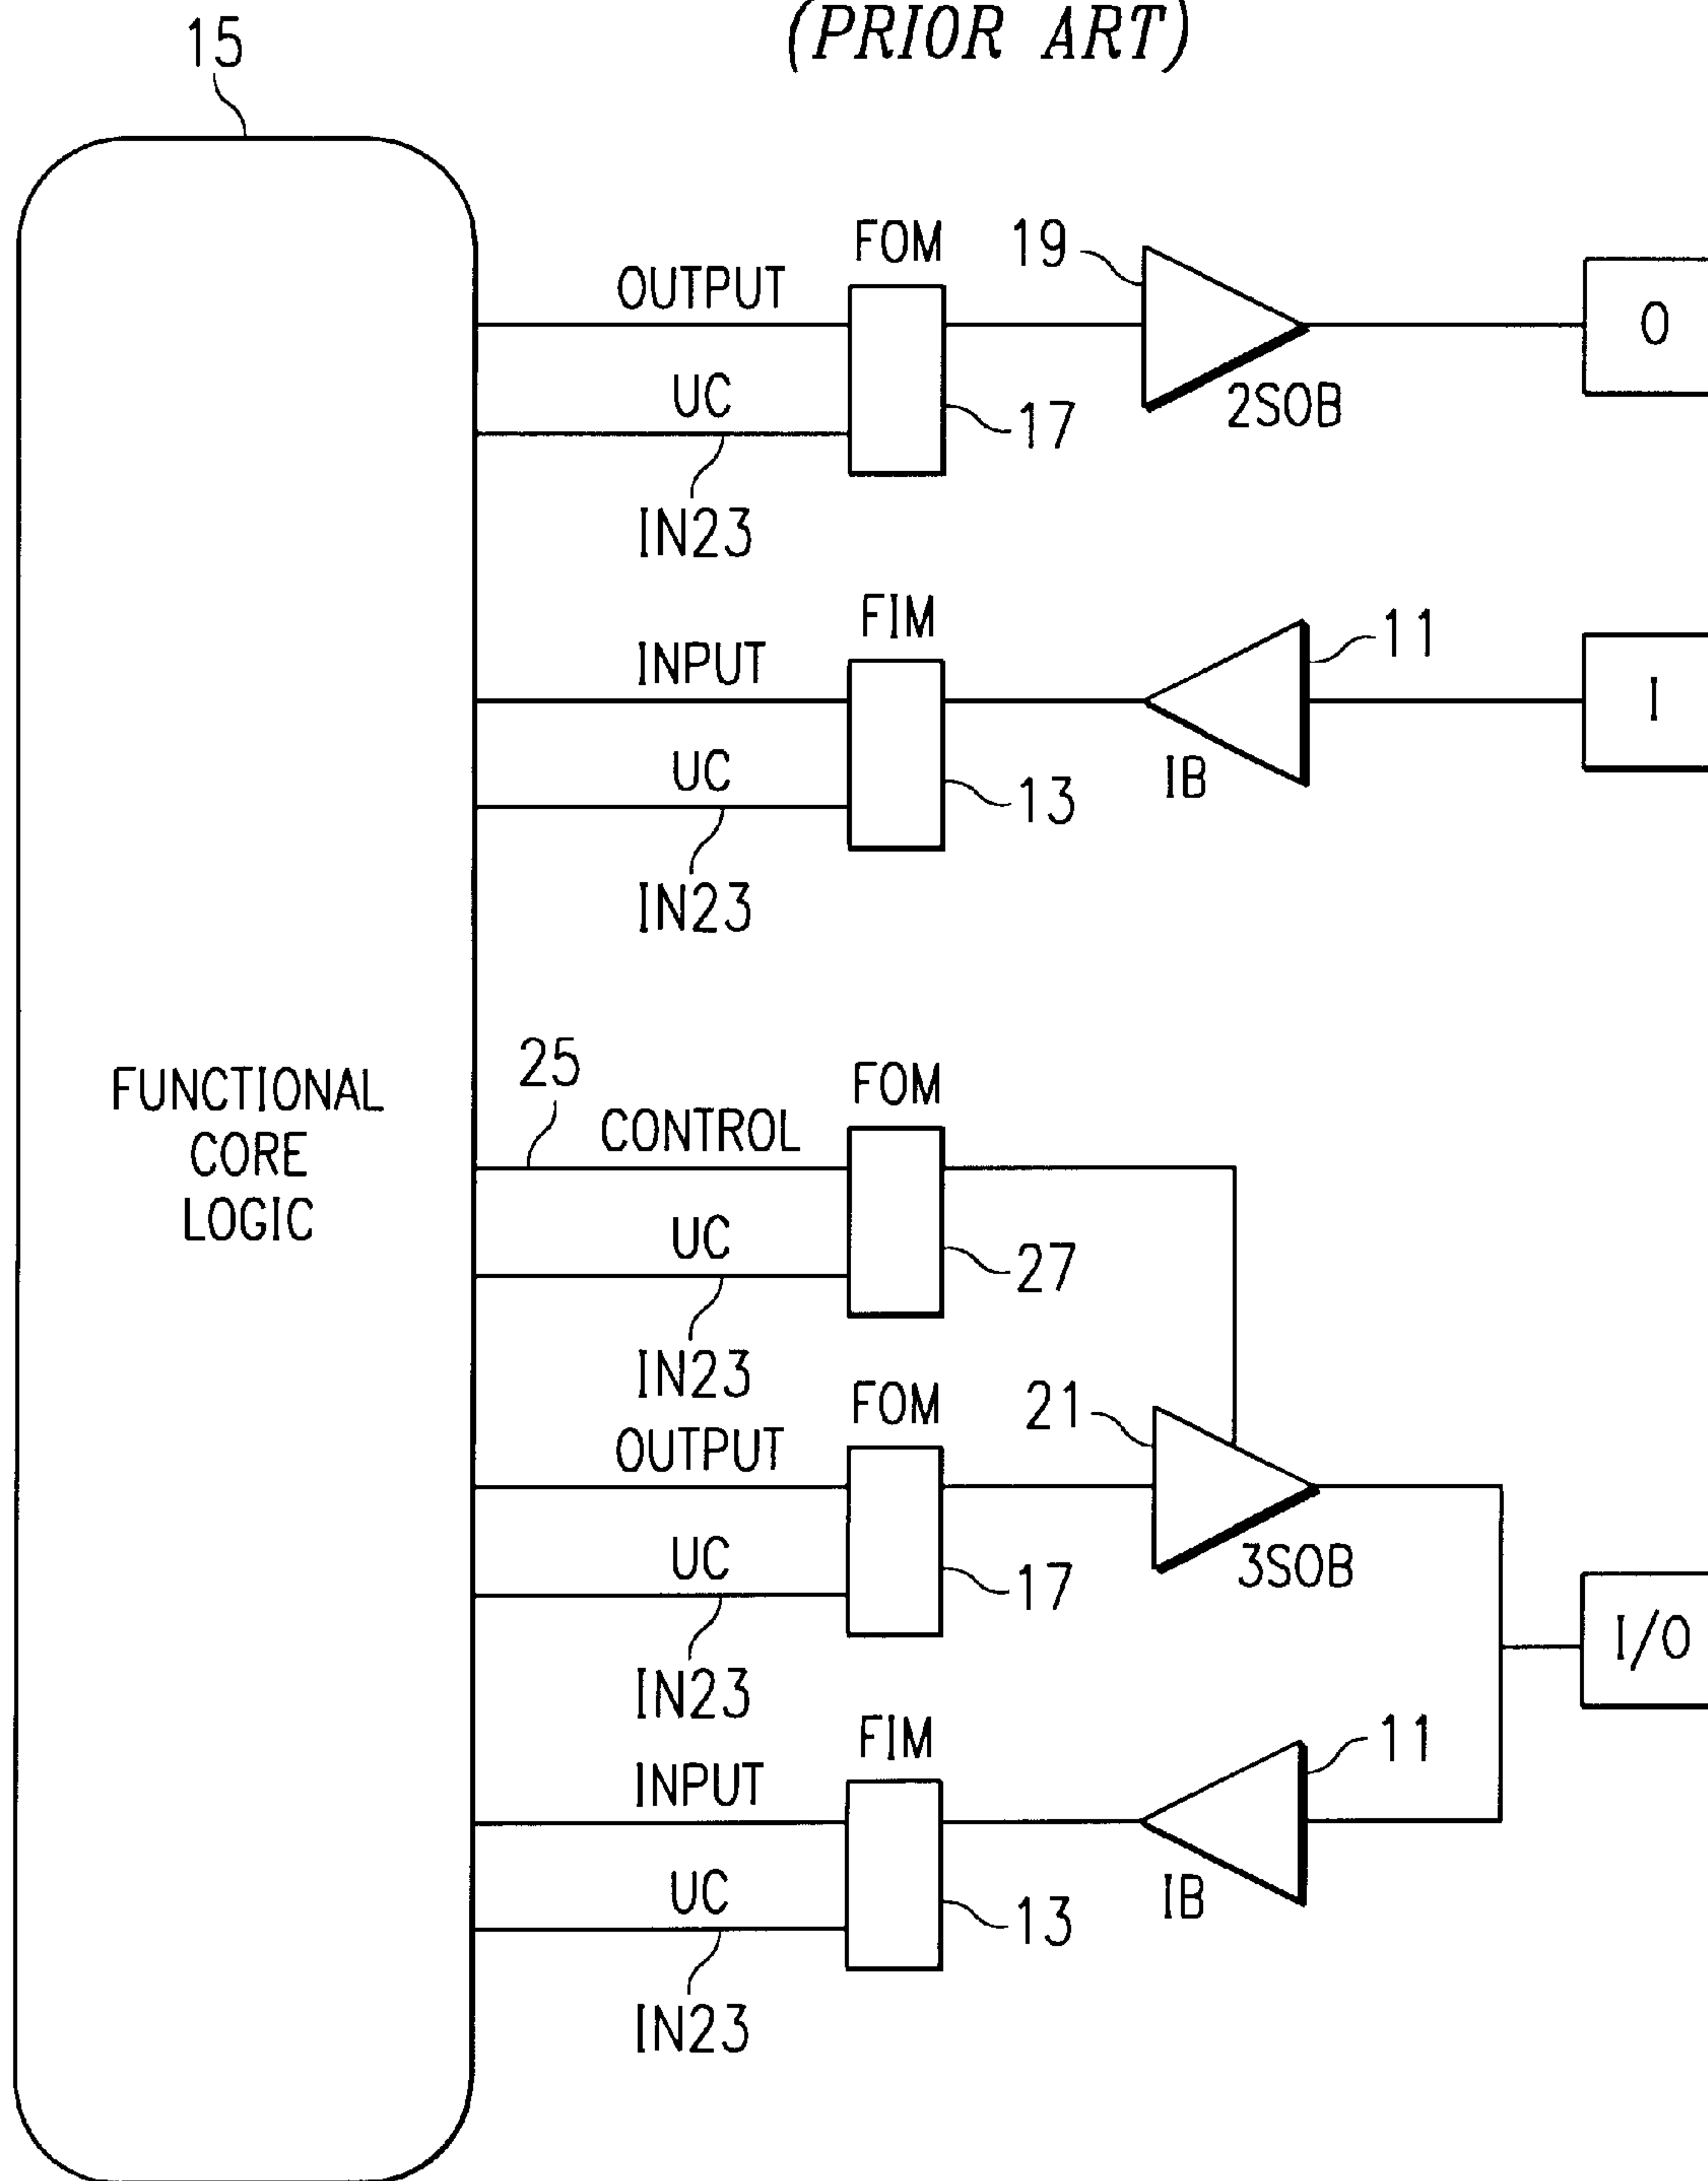 (PRIOR ART)
15
FOM
19
OUTPUT
O
UC
2SOB
17
IN23
FIM
11
INPUT
I
UC
IB
13
IN23
25
FOM
CONTROL
FUNCTIONAL
CORE
LOGIC
UC
27
IN23
FOM
21
OUTPUT
UC
3SOB
17
I/O
IN23
FIM
11
INPUT
UC
IB
13
IN23